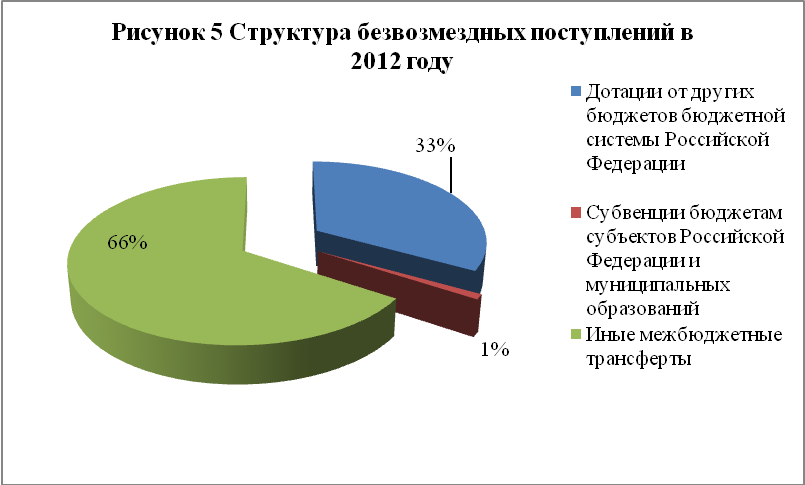 Рисунок 5 Структура безвозмездных поступлений в
2012 году
33%
66%
1%
Дотации от других
бюджетов бюджетной
системы Российской
Федерации
Субвенции бюджетам
субъектов Российской
Федерации и
муниципальных
образований
Иные межбюджетные
трансферты